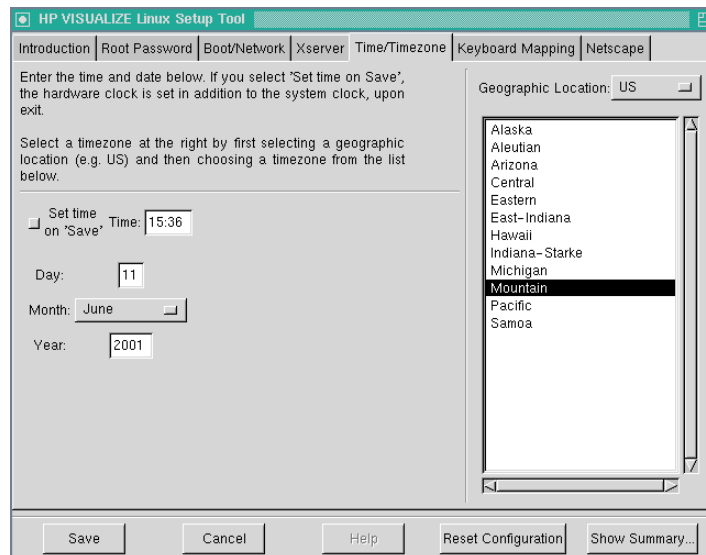 HP VISUALIZE Linux Setup Tool
Introduction Root Password Boot/Network Xserver Time/Timezone Keyboard Mapping Netscape
Enter the time and date below. If you select 'Set time on Save',
the hardware clock is set in addition to the system clock, upon
exit.
Select a timezone at the right by first selecting a geographic
location (e.g. US) and then choosing a timezone from the list
below.
Set time
on 'Save'
Time: 15:36
Day: 11
Month: June
Year: 2001
Geographic Location: US
Alaska
Aleutian
Arizona
Central
Eastern
East-Indiana
Hawaii
Indiana-Starke
Michigan
Mountain
Pacific
Samoa
Save Cancel Help Reset Configuration Show Summary...